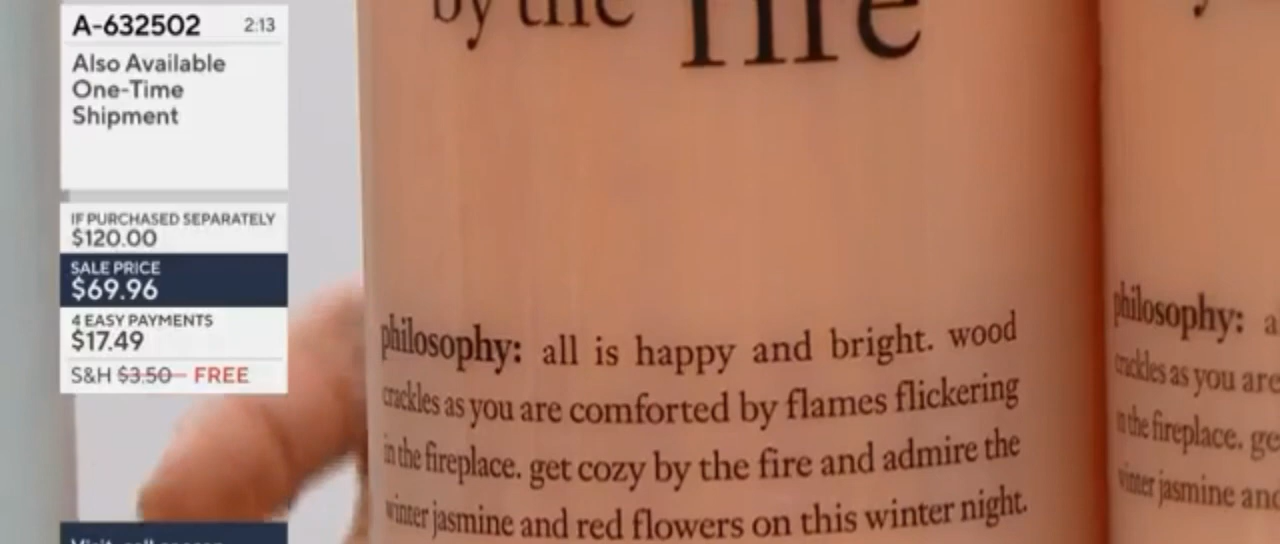 A-632502 2:13
Also Available
One-Time
Shipment
IF PURCHASED SEPARATELY
$120.00
SALE PRICE
$69.96
4 EASY PAYMENTS
$17.49
S&H $3.50 FREE
by the fire
philosophy: all is happy and bright. wood
crackles as you are comforted by flames flickering
in the fireplace. get cozy by the fire and admire the
winter jasmine and red flowers on this winter night.
philosophy: a
crackles as you are
in the fireplace. ge
winter jasmine and